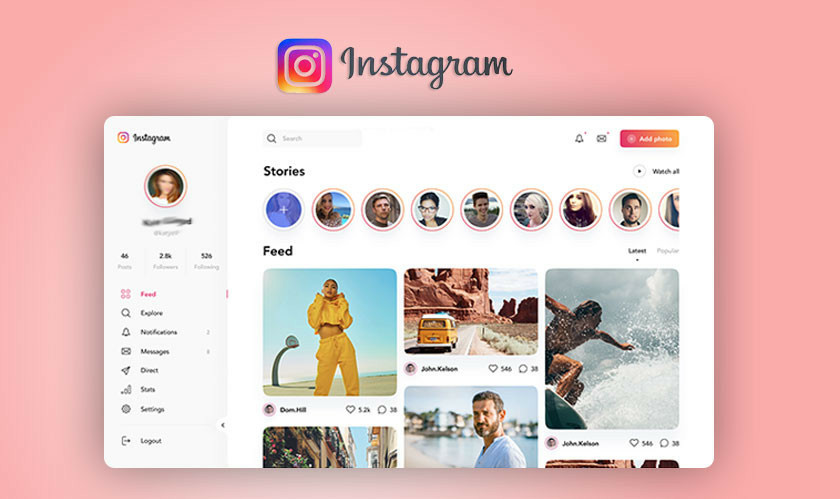 Instagram
Instagram
Search
Add photo
Stories
Watch all
46
2.8k
526
Posts
Followers
Following
Feed
Latest
Popular
Feed
Explore
Notifications 2
Messages 8
Direct
Stats
Settings
Logout
Dom.Hill 5.2k 38
John.Kelson 546 38
John.Kelson 546 38